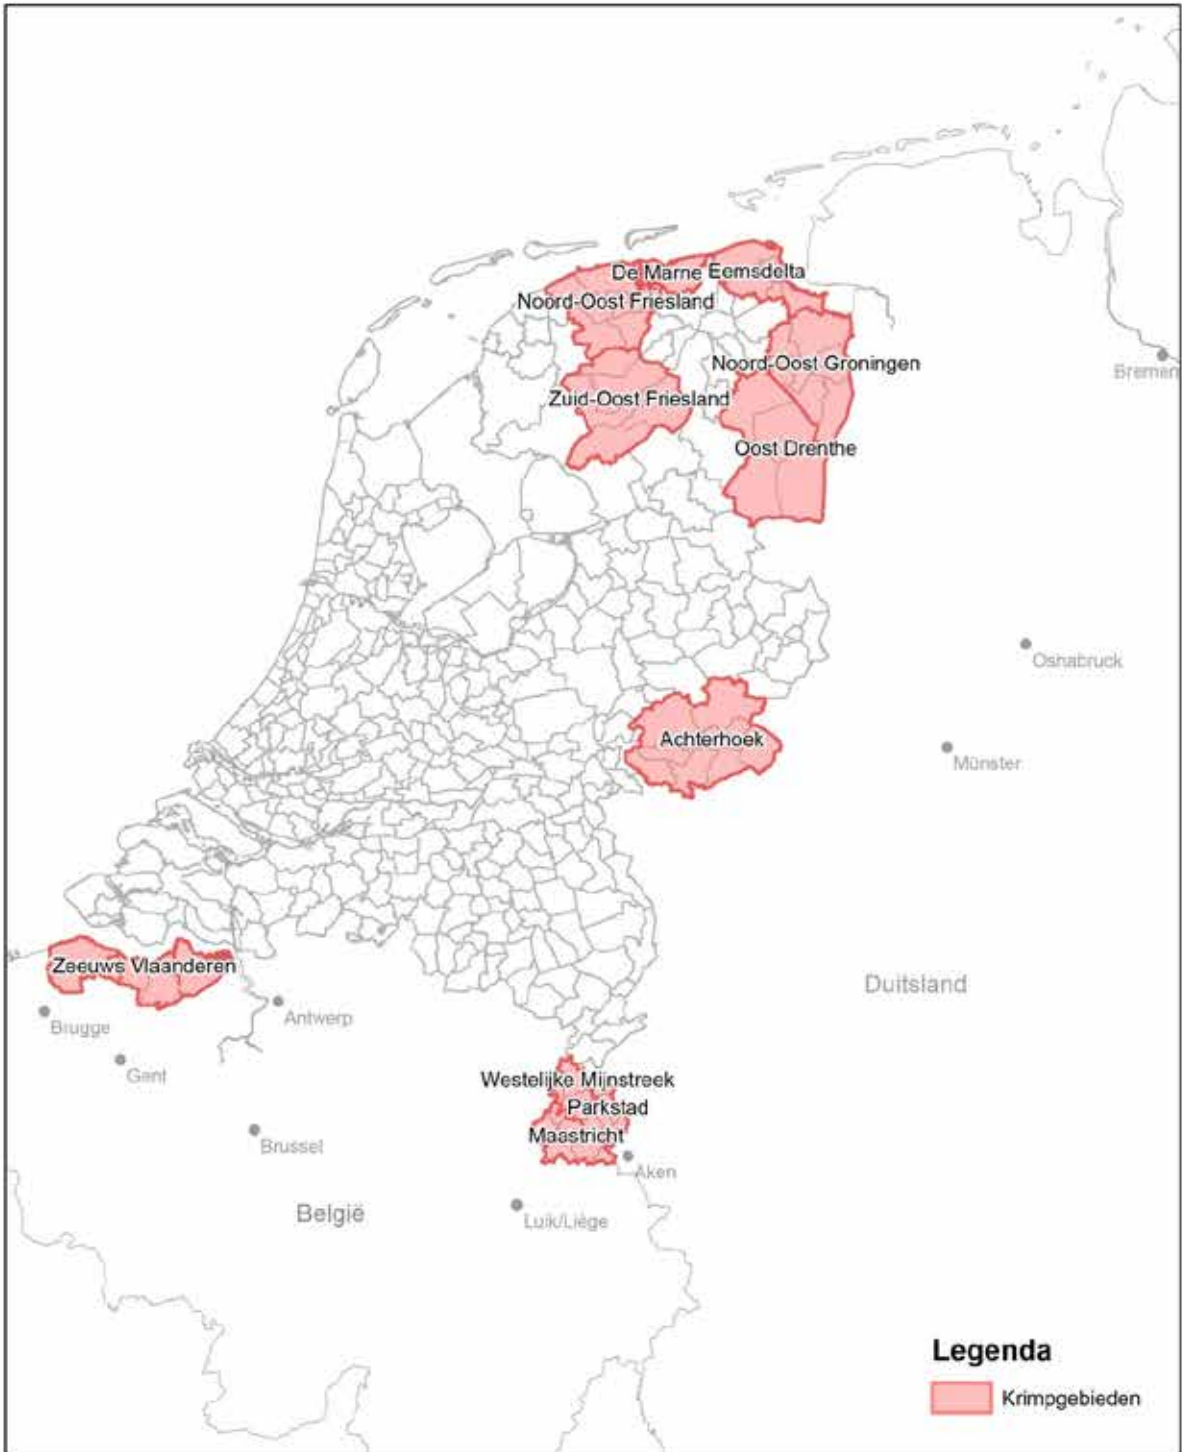 De Marne Eemsdelta
Noord-Oost Friesland
Noord-Oost Groningen
Bremen
Zuid-Oost Friesland
Oost Drenthe
Osnabruck
Achterhoek
Münster
Zeeuws Vlaanderen
Duitsland
Antwerp
Brugge
Gent
Westelijke Mijnstreek
Parkstad
Maastricht
Brussel
Aken
België
Luik/Liège
Legenda
Krimpgebieden